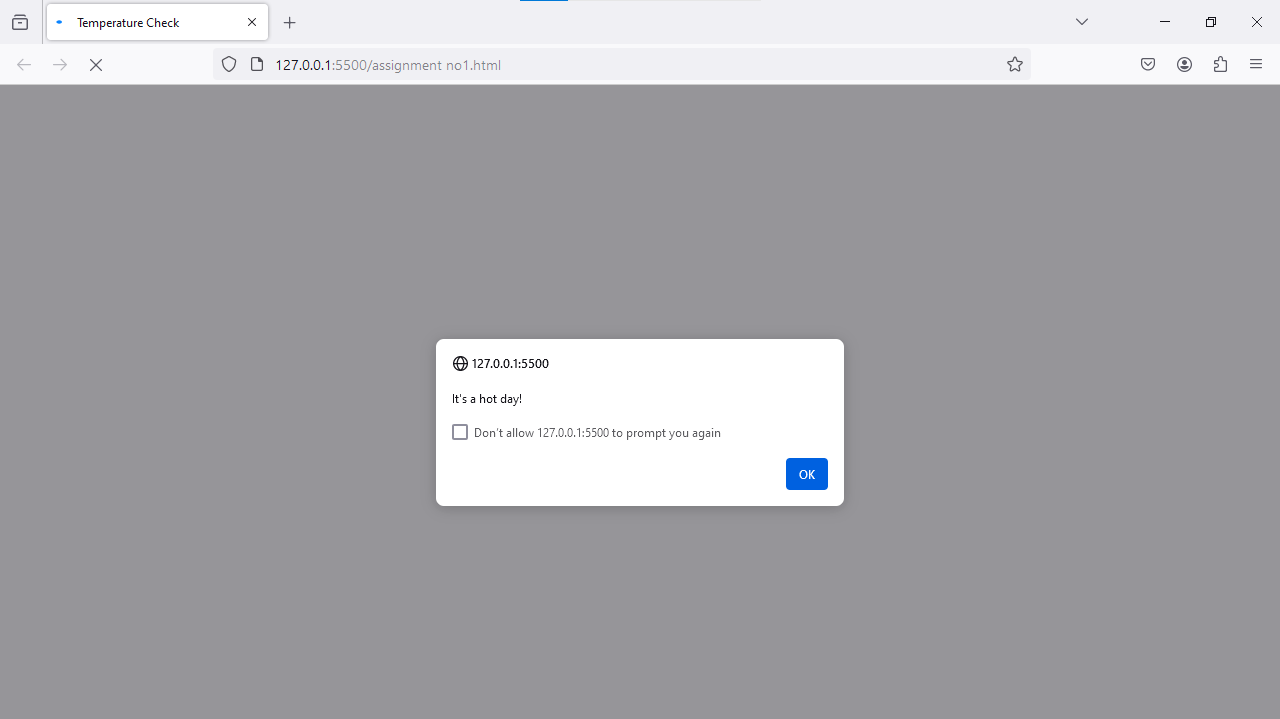 Temperature Check
127.0.0.1:5500/assignment no1.html
127.0.0.1:5500
It's a hot day!
Don't allow 127.0.0.1:5500 to prompt you again
OK